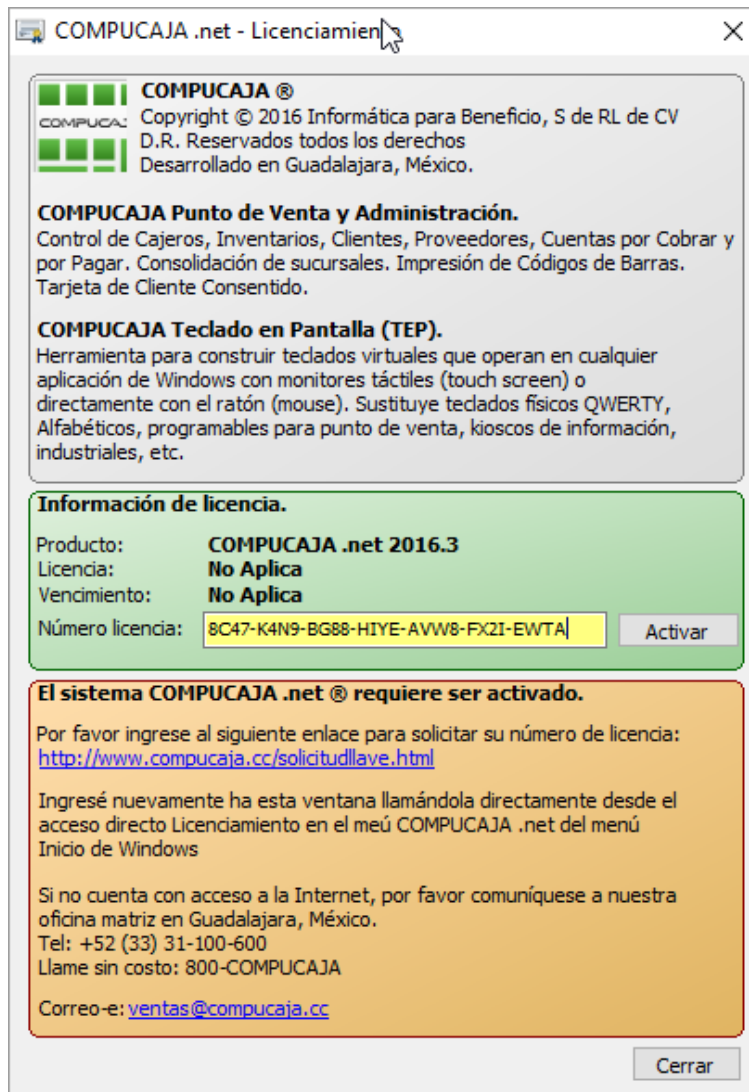 COMPUCAJA .net - Licenciamiento
COMPUCAJA ®
COMPUCA:
Copyright © 2016 Informática para Beneficio, S de RL de CV
D.R. Reservados todos los derechos
Desarrollado en Guadalajara, México.
COMPUCAJA Punto de Venta y Administración.
Control de Cajeros, Inventarios, Clientes, Proveedores, Cuentas por Cobrar y
por Pagar. Consolidación de sucursales. Impresión de Códigos de Barras.
Tarjeta de Cliente Consentido.
COMPUCAJA Teclado en Pantalla (TEP).
Herramienta para construir teclados virtuales que operan en cualquier
aplicación de Windows con monitores táctiles (touch screen) o
directamente con el ratón (mouse). Sustituye teclados físicos QWERTY,
Alfabéticos, programables para punto de venta, kioscos de información,
industriales, etc.
Información de licencia.
Producto: COMPUCAJA .net 2016.3
Licencia: No Aplica
Vencimiento: No Aplica
Número licencia: 8C47-K4N9-BG88-HIYE-AVW8-FX2I-EWTA Activar
El sistema COMPUCAJA .net ® requiere ser activado.
Por favor ingrese al siguiente enlace para solicitar su número de licencia:
http://www.compucaja.cc/solicitudllave.html
Ingresé nuevamente ha esta ventana llamándola directamente desde el
acceso directo Licenciamiento en el meú COMPUCAJA .net del menú
Inicio de Windows
Si no cuenta con acceso a la Internet, por favor comuníquese a nuestra
oficina matriz en Guadalajara, México.
Tel: +52 (33) 31-100-600
Llame sin costo: 800-COMPUCAJA
Correo-e: ventas@compucaja.cc
Cerrar